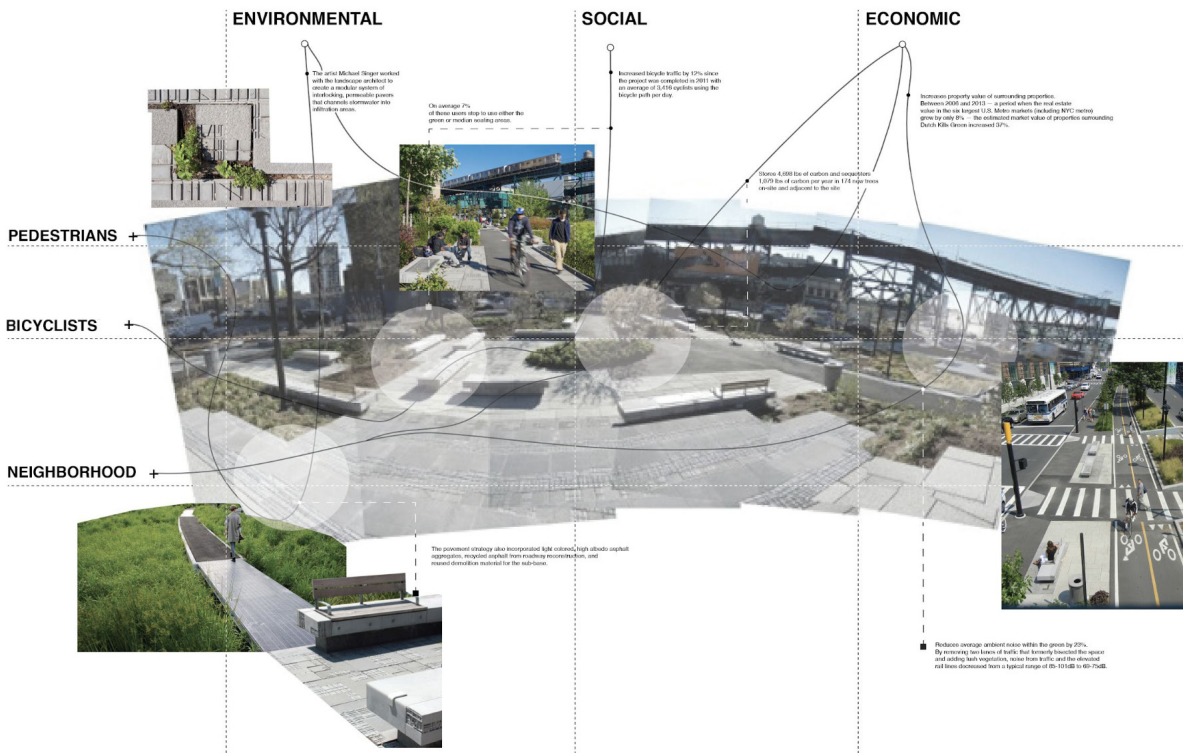 ENVIRONMENTAL
SOCIAL
ECONOMIC
The artist Michael Singer worked
with the landscape architect to
create a modular system of
interlocking, permeable pavers
that channels stormwater into
infiltration areas.
Increased bicycle traffic by 12% since
the project was completed in 2011 with
an average of 3,416 cyclists using the
bicycle path per day.
Increases property value of surrounding properties.
Between 2006 and 2013 — a period when the real estate
value in the six largest U.S. Metro markets (including NYC metro)
grew by only 8% — the estimated market value of properties surrounding
Dutch Kills Green increased 37%.
On average 7%
of these users stop to use either the
green or median seating areas.
Stores 4,698 lbs of carbon and sequesters
1,079 lbs of carbon per year in 174 new trees
on-site and adjacent to the site
PEDESTRIANS
BICYCLISTS
NEIGHBORHOOD
The pavement strategy also incorporated light colored, high albedo asphalt
aggregates, recycled asphalt from roadway reconstruction, and
reused demolition material for the sub-base.
Reduces average ambient noise within the green by 23%.
By removing two lanes of traffic that formerly bisected the space
and adding lush vegetation, noise from traffic and the elevated
rail lines decreased from a typical range of 85-101dB to 69-75dB.